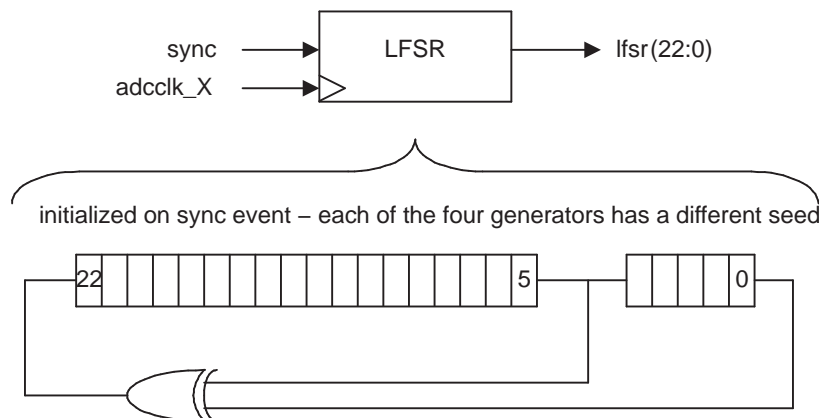 sync
LFSR
lfsr(22:0)
adcclk_X
initialized on sync event – each of the four generators has a different seed
22
5
0